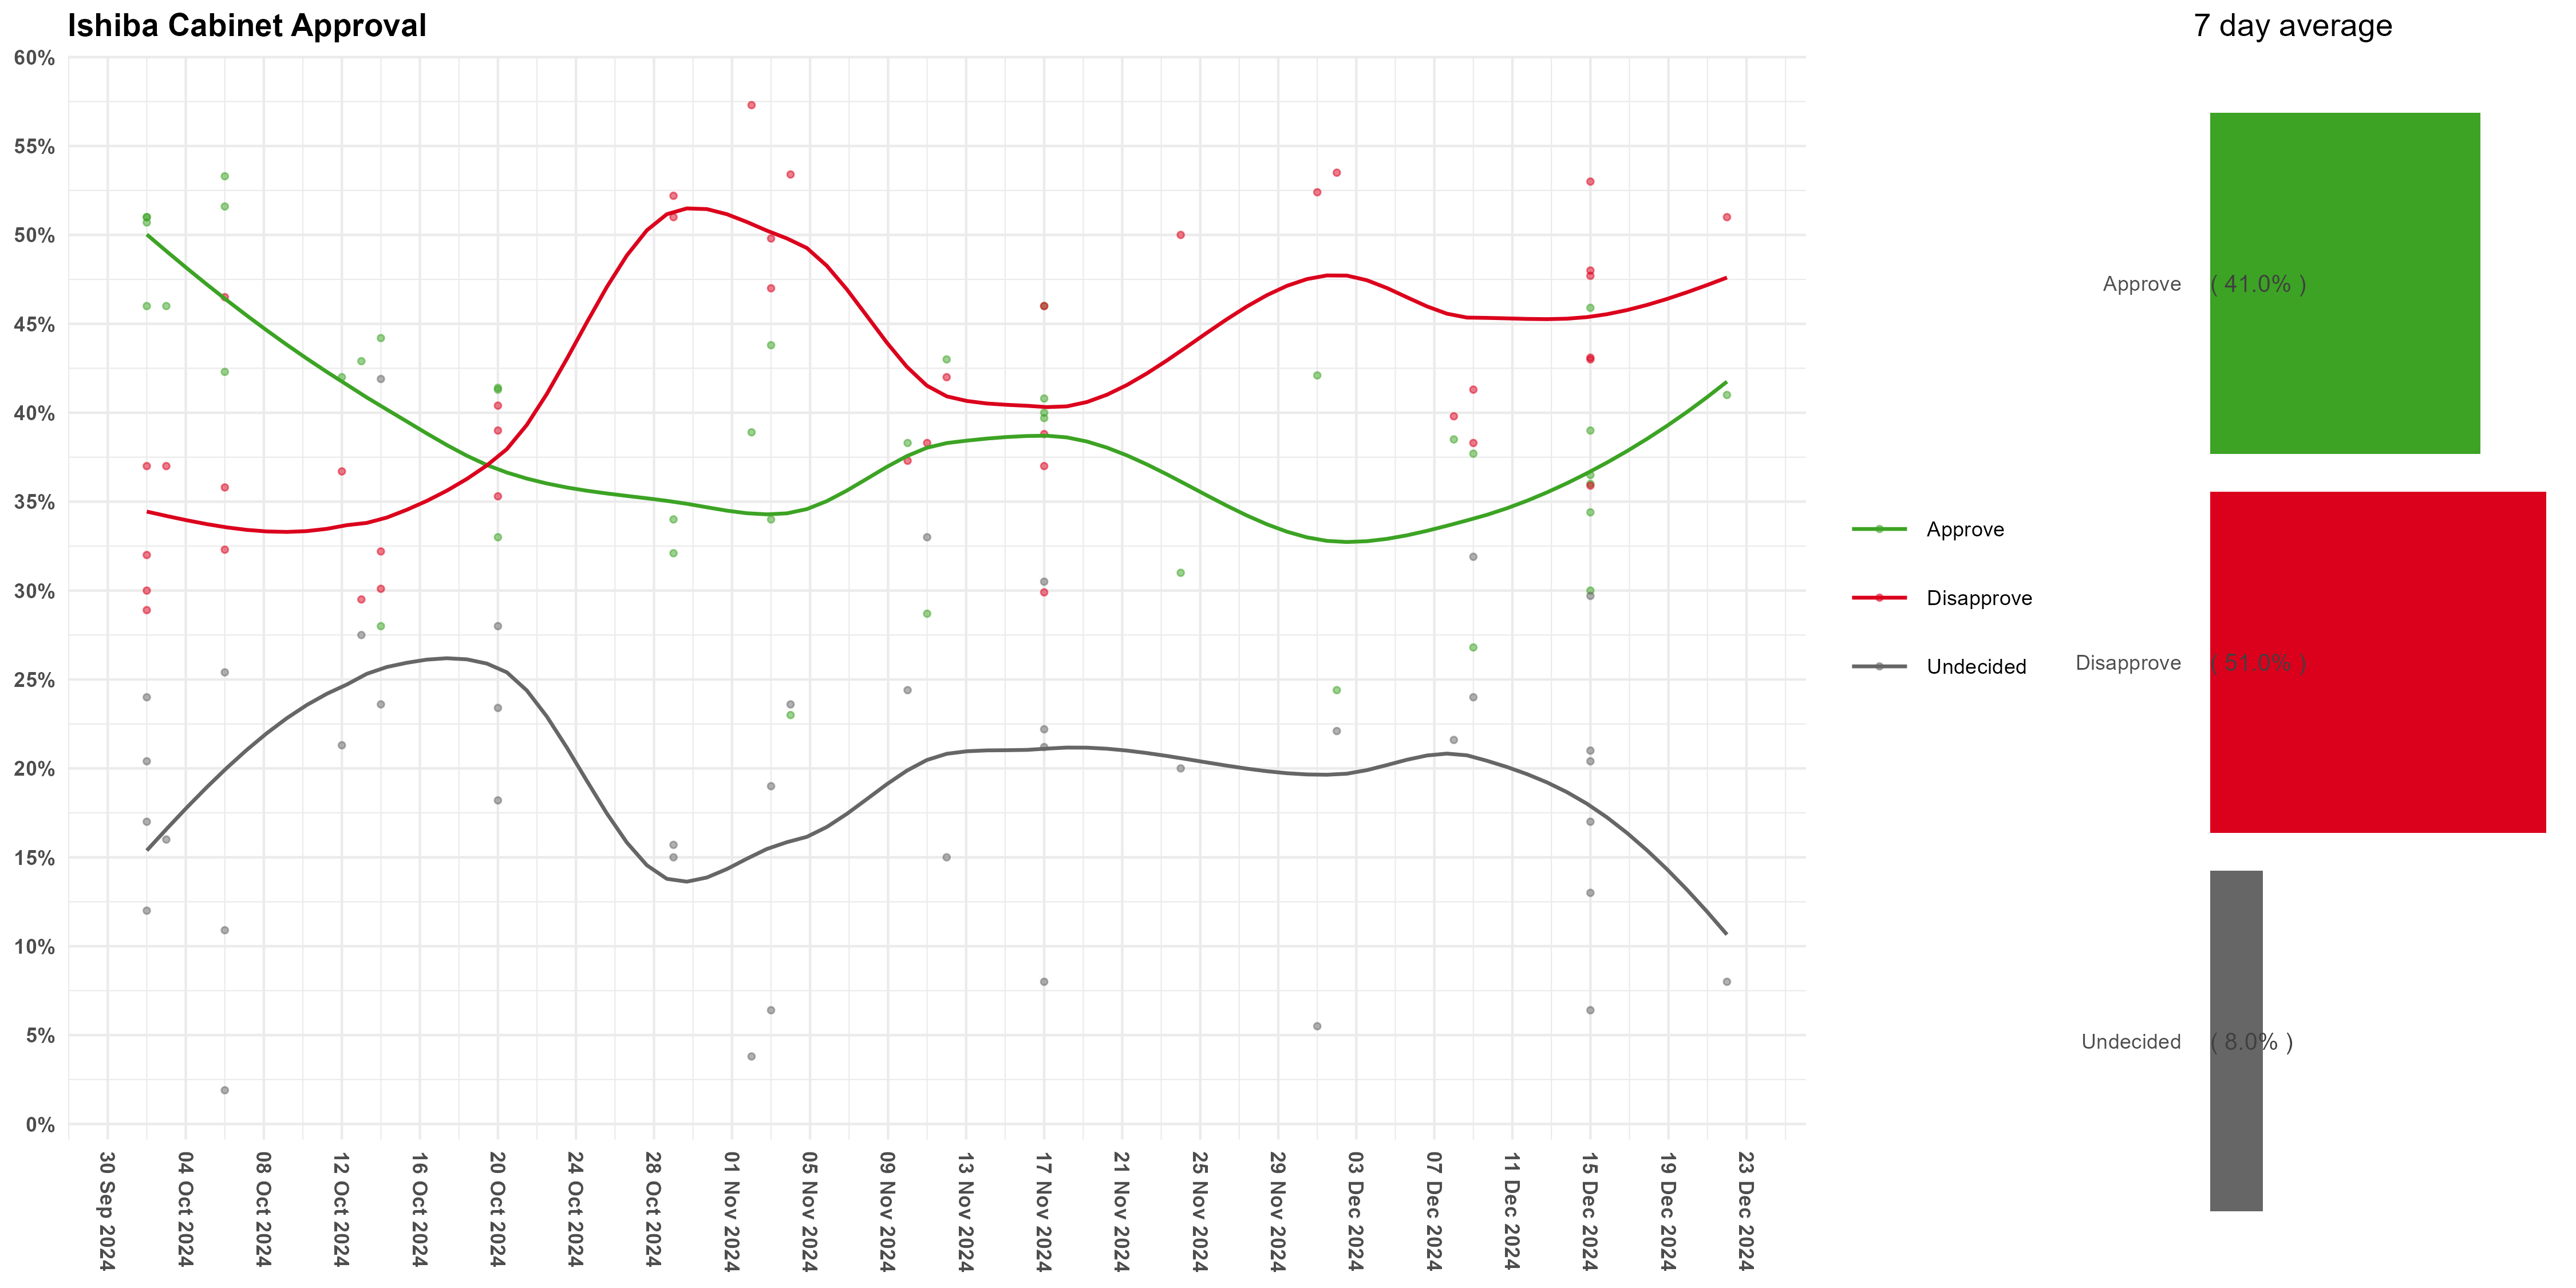 Ishiba Cabinet Approval
60%
55%
50%
45%
40%
35%
30%
25%
20%
15%
10%
5%
0%
30 Sep 2024
04 Oct 2024
08 Oct 2024
12 Oct 2024
16 Oct 2024
20 Oct 2024
24 Oct 2024
28 Oct 2024
01 Nov 2024
05 Nov 2024
09 Nov 2024
13 Nov 2024
17 Nov 2024
21 Nov 2024
25 Nov 2024
29 Nov 2024
03 Dec 2024
07 Dec 2024
11 Dec 2024
15 Dec 2024
19 Dec 2024
23 Dec 2024
Approve
Disapprove
Undecided
7 day average
Approve ( 41.0% )
Disapprove ( 51.0% )
Undecided ( 8.0% )